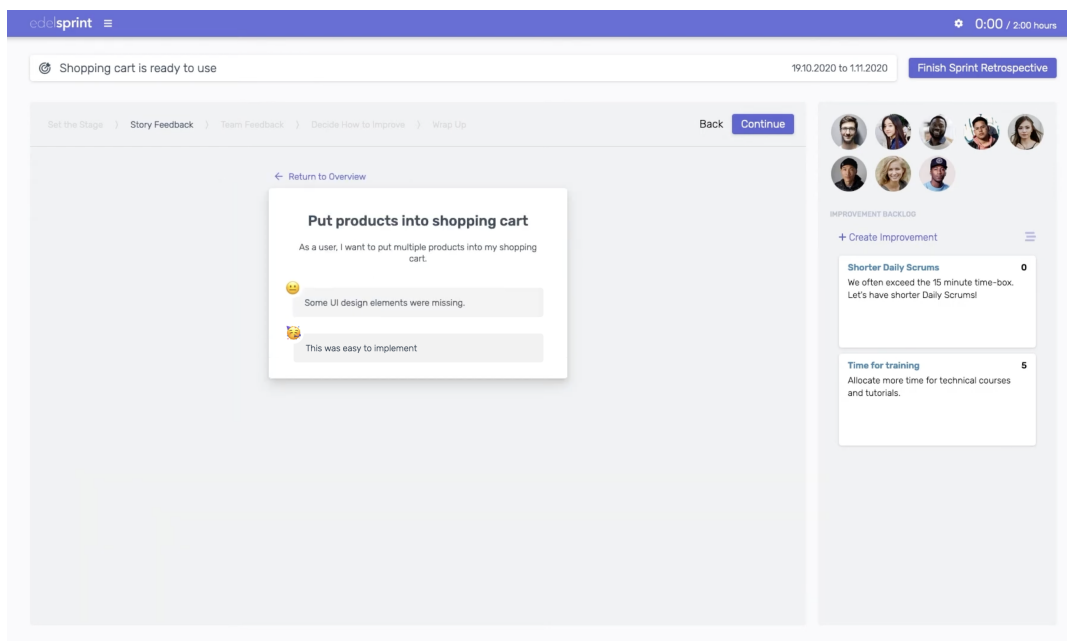 edelsprint
0:00 / 2:00 hours
Shopping cart is ready to use
19.10.2020 to 1.11.2020
Finish Sprint Retrospective
Set the Stage
Story Feedback
Team Feedback
Decide How to Improve
Wrap Up
Back
Continue
Return to Overview
Put products into shopping cart
As a user, I want to put multiple products into my shopping
cart.
Some UI design elements were missing.
This was easy to implement
IMPROVEMENT BACKLOG
+ Create Improvement
Shorter Daily Scrums 0
We often exceed the 15 minute time-box.
Let's have shorter Daily Scrums!
Time for training 5
Allocate more time for technical courses
and tutorials.